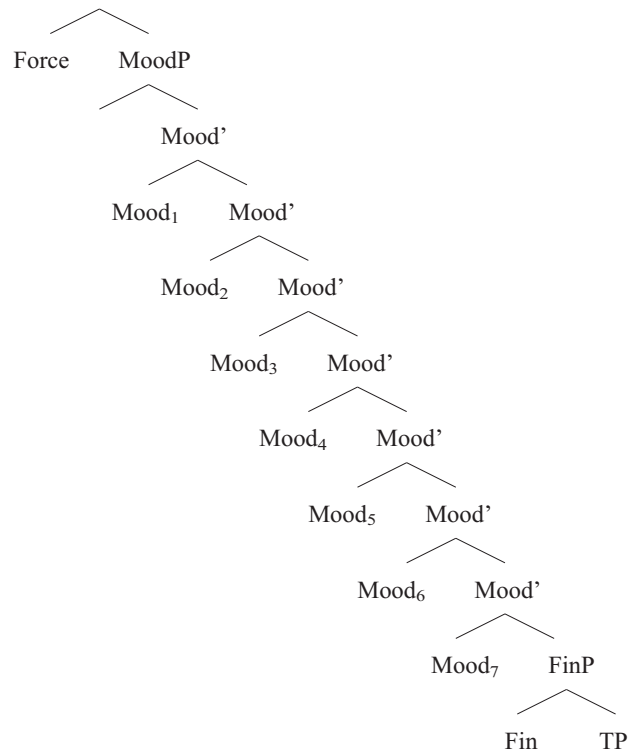 Force MoodP
Mood’
Mood₁ Mood’
Mood₂ Mood’
Mood₃ Mood’
Mood₄ Mood’
Mood₅ Mood’
Mood₆ Mood’
Mood₇ FinP
Fin TP